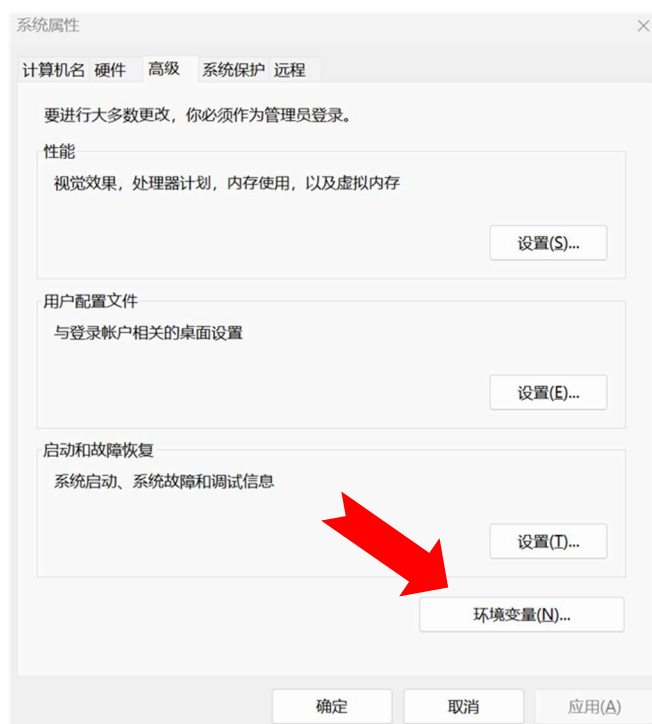 系统属性
计算机名 硬件 高级 系统保护 远程
要进行大多数更改，你必须作为管理员登录。
性能
视觉效果，处理器计划，内存使用，以及虚拟内存
设置(S)...
用户配置文件
与登录帐户相关的桌面设置
设置(E)...
启动和故障恢复
系统启动、系统故障和调试信息
设置(T)...
环境变量(N)...
确定 取消 应用(A)